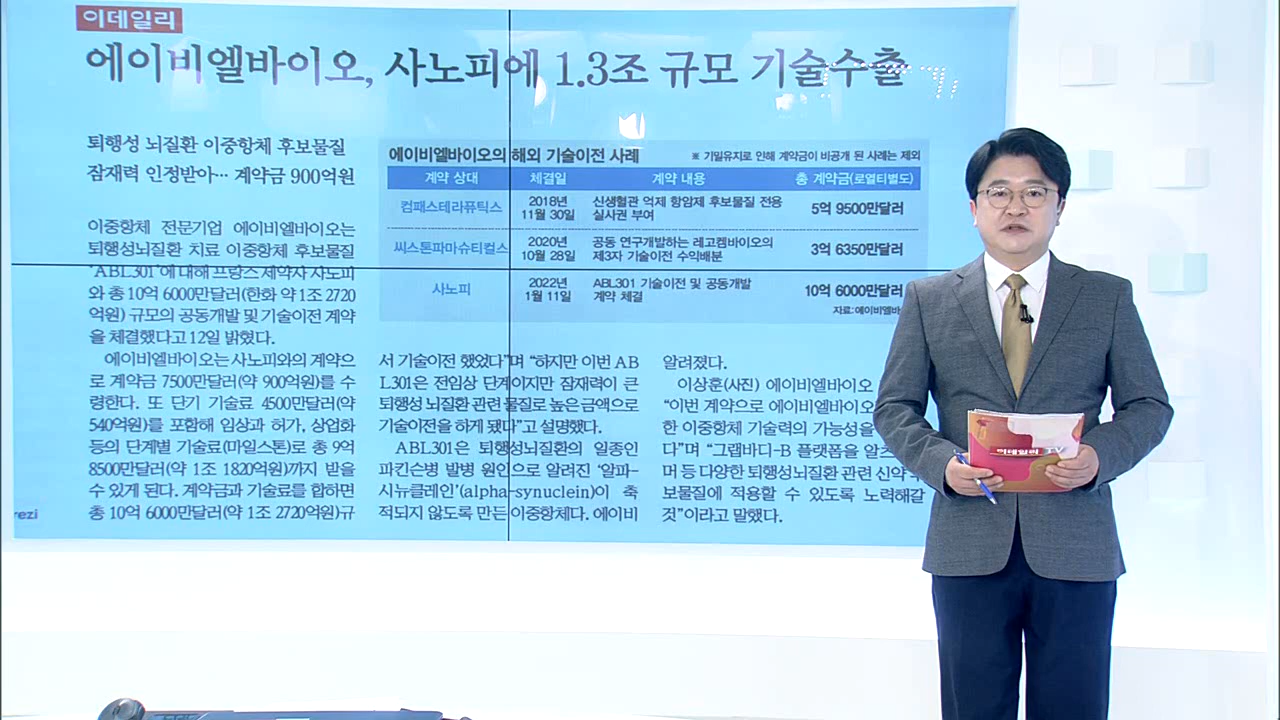 이데일리
에이비엘바이오, 사노피에 1.3조 규모 기술수출
퇴행성 뇌질환 이중항체 후보물질
잠재력 인정받아… 계약금 900억원
이중항체 전문기업 에이비엘바이오는
퇴행성뇌질환 치료 이중항체 후보물질
'ABL301'에 대해 프랑스 제약사 사노피
와 총 10억 6000만달러(한화 약 1조 2720
억원) 규모의 공동개발 및 기술이전 계약
을 체결했다고 12일 밝혔다.
에이비엘바이오는 사노피와의 계약으
로 계약금 7500만달러(약 900억원)를 수
령한다. 또 단기 기술료 4500만달러(약
540억원)를 포함해 임상과 허가, 상업화
등의 단계별 기술료(마일스톤)로 총 9억
8500만달러(약 1조 1820억원)까지 받을
수 있게 된다. 계약금과 기술료를 합하면
총 10억 6000만달러(약 1조 2720억원)규
에이비엘바이오의 해외 기술이전 사례
※ 기밀유지로 인해 계약금이 비공개 된 사례는 제외
계약 상대 체결일 계약 내용 총 계약금(로열티별도)
컴패스테라퓨틱스 2018년 11월 30일 신생혈관 억제 항암제 후보물질 전용 실사권 부여 5억 9500만달러
씨스톤파마슈티컬스 2020년 10월 28일 공동 연구개발하는 레고켐바이오의 제3자 기술이전 수익배분 3억 6350만달러
사노피 2022년 1월 11일 ABL301 기술이전 및 공동개발 계약 체결 10억 6000만달러
자료: 에이비엘바
서 기술이전 했었다"며 "하지만 이번 AB
L301은 전임상 단계이지만 잠재력이 큰
퇴행성 뇌질환 관련 물질로 높은 금액으로
기술이전을 하게 됐다"고 설명했다.
ABL301은 퇴행성뇌질환의 일종인
파킨슨병 발병 원인으로 알려진 '알파-
시뉴클레인'(alpha-synuclein)이 축
적되지 않도록 만든 이중항체다. 에이비
알려졌다.
이상훈(사진) 에이비엘바이오
"이번 계약으로 에이비엘바이오
한 이중항체 기술력의 가능성을
다"며 "그랩바디-B 플랫폼을 알츠
머 등 다양한 퇴행성뇌질환 관련 신약
보물질에 적용할 수 있도록 노력해갈
것"이라고 말했다.
rezi
이데일리 TV